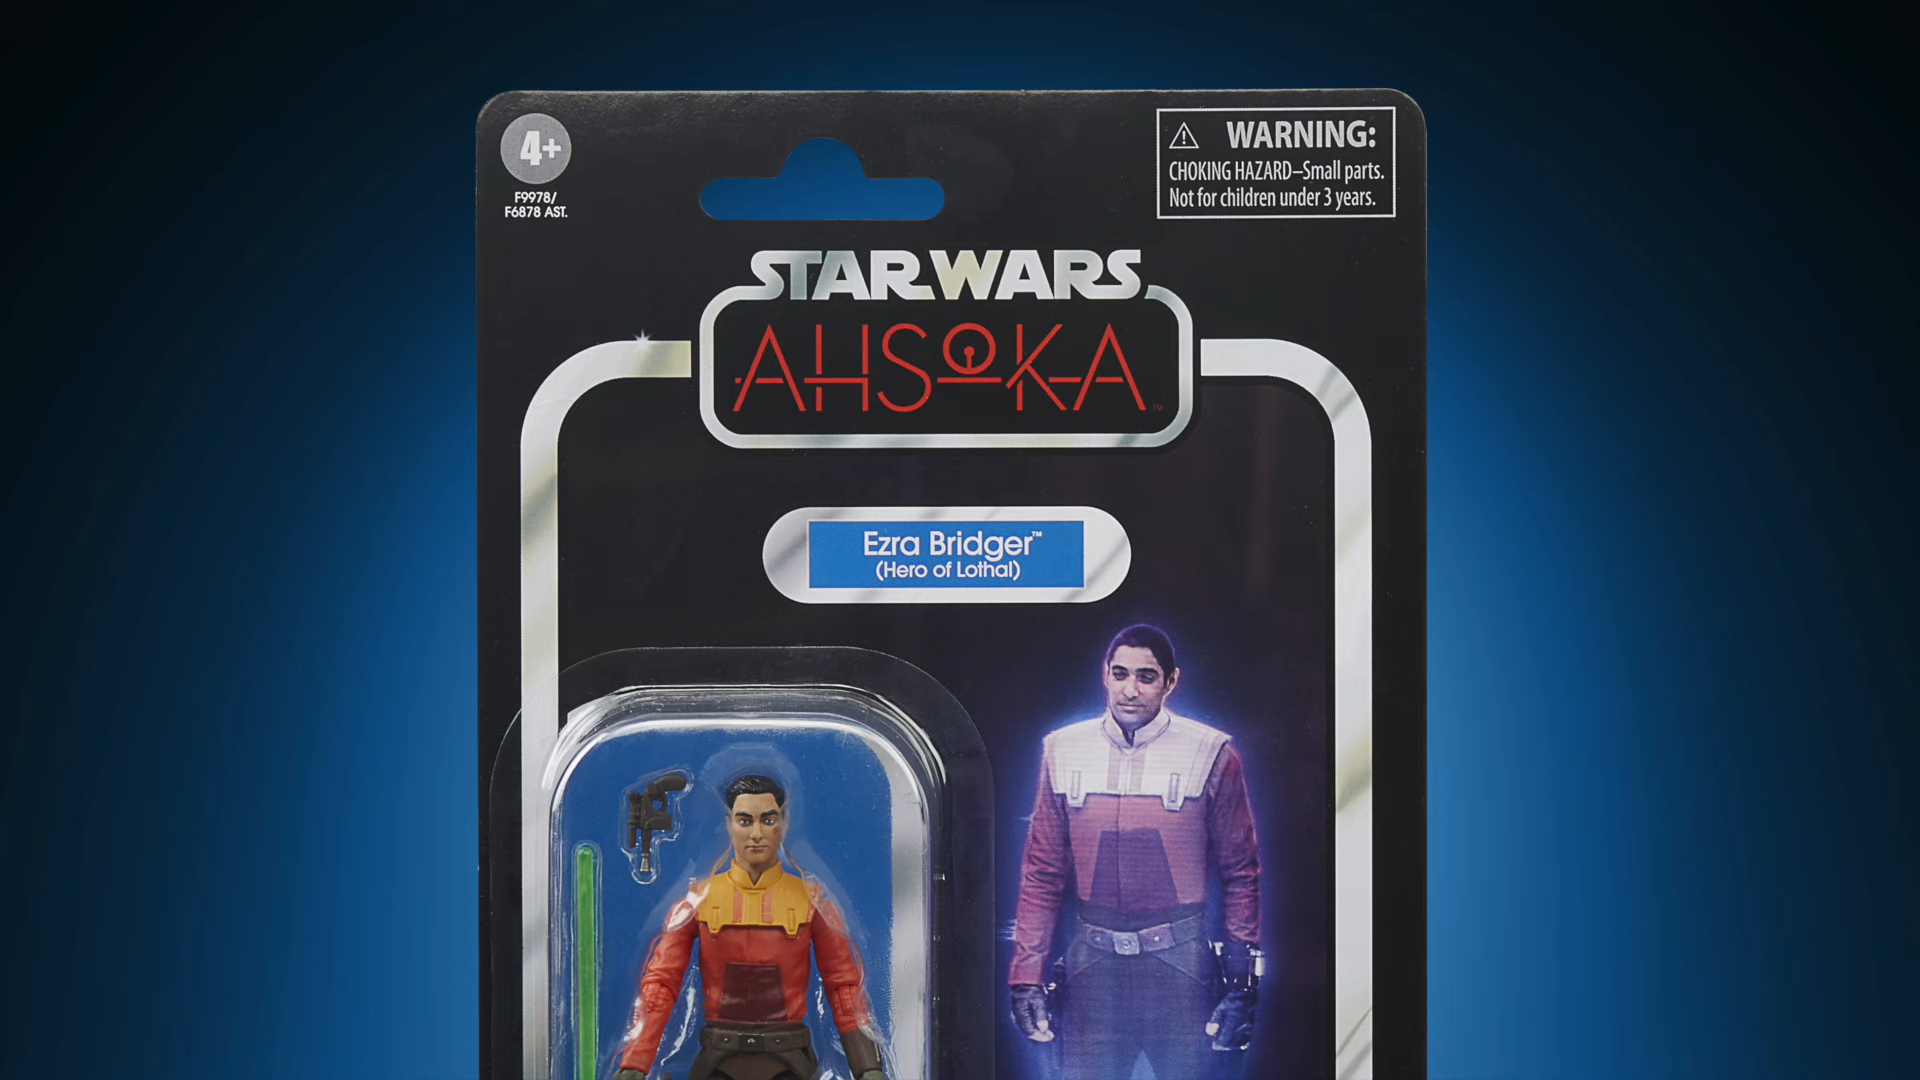 4+
F9978/
F6878 AST.
⚠ WARNING:
CHOKING HAZARD–Small parts.
Not for children under 3 years.
STAR WARS
AHSOKA™
Ezra Bridger™
(Hero of Lothal)